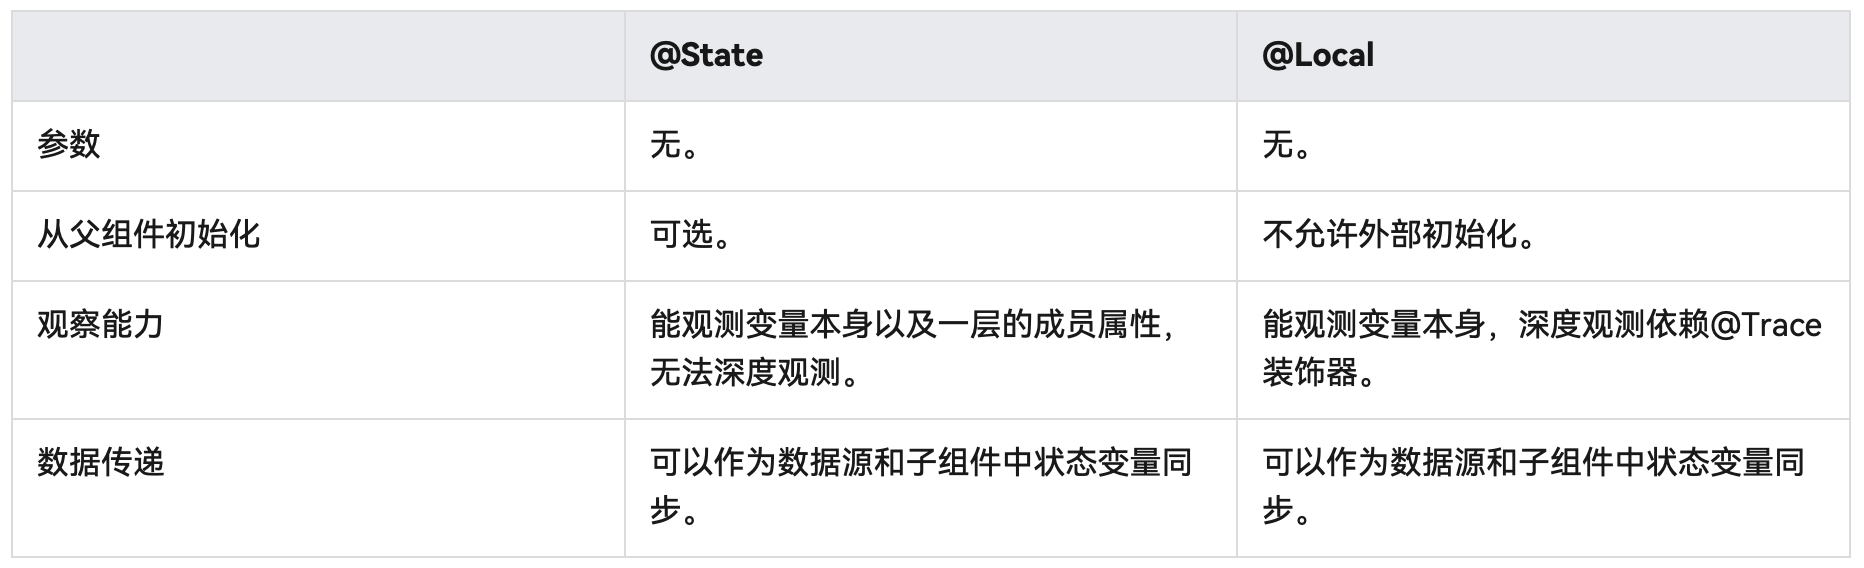 @State @Local
参数 无。 无。
从父组件初始化 可选。 不允许外部初始化。
观察能力 能观测变量本身以及一层的成员属性， 能观测变量本身，深度观测依赖@Trace
无法深度观测。 装饰器。
数据传递 可以作为数据源和子组件中状态变量同 可以作为数据源和子组件中状态变量同
步。 步。